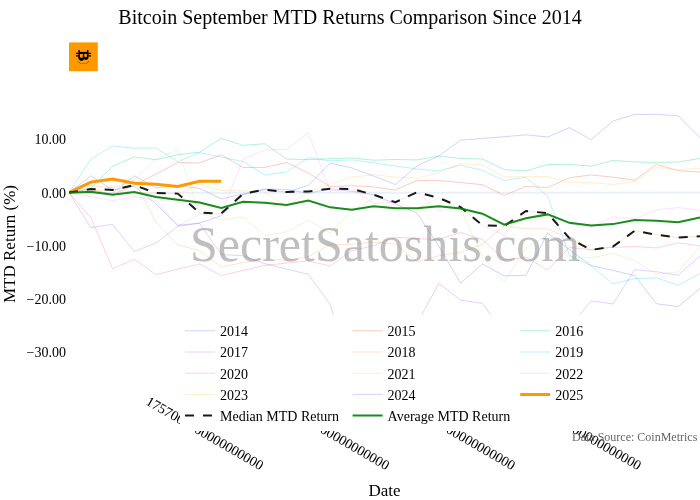 Bitcoin September MTD Returns Comparison Since 2014
MTD Return (%)
10.00
0.00
−10.00
−20.00
−30.00
SecretSatoshis.com
2014
2015
2016
2017
2018
2019
2020
2021
2022
2023
2024
2025
Median MTD Return
Average MTD Return
Source: CoinMetrics
Date